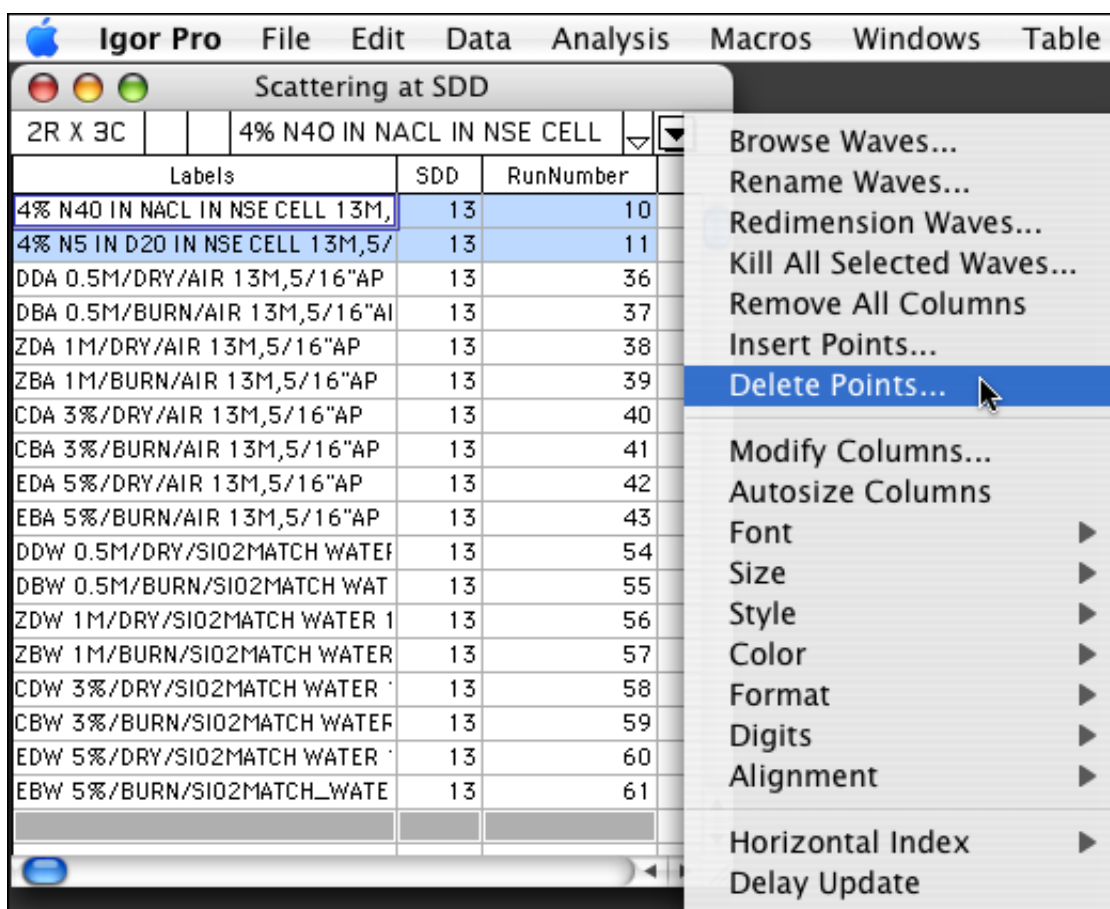 Igor Pro File Edit Data Analysis Macros Windows Table
Scattering at SDD
2R X 3C 4% N40 IN NACL IN NSE CELL
Labels SDD RunNumber
4% N40 IN NACL IN NSE CELL 13M, 13 10
4% N5 IN D20 IN NSE CELL 13M,5/ 13 11
DDA 0.5M/DRY/AIR 13M,5/16"AP 13 36
DBA 0.5M/BURN/AIR 13M,5/16"AI 13 37
ZDA 1M/DRY/AIR 13M,5/16"AP 13 38
ZBA 1M/BURN/AIR 13M,5/16"AP 13 39
CDA 3%/DRY/AIR 13M,5/16"AP 13 40
CBA 3%/BURN/AIR 13M,5/16"AP 13 41
EDA 5%/DRY/AIR 13M,5/16"AP 13 42
EBA 5%/BURN/AIR 13M,5/16"AP 13 43
DDW 0.5M/DRY/SIO2MATCH WATER 13 54
DBW 0.5M/BURN/SIO2MATCH WAT 13 55
ZDW 1M/DRY/SIO2MATCH WATER 1 13 56
ZBW 1M/BURN/SIO2MATCH WATER 13 57
CDW 3%/DRY/SIO2MATCH WATER 13 58
CBW 3%/BURN/SIO2MATCH WATER 13 59
EDW 5%/DRY/SIO2MATCH WATER 13 60
EBW 5%/BURN/SIO2MATCH_WATE 13 61
Browse Waves...
Rename Waves...
Redimension Waves...
Kill All Selected Waves...
Remove All Columns
Insert Points...
Delete Points...
Modify Columns...
Autosize Columns
Font
Size
Style
Color
Format
Digits
Alignment
Horizontal Index
Delay Update